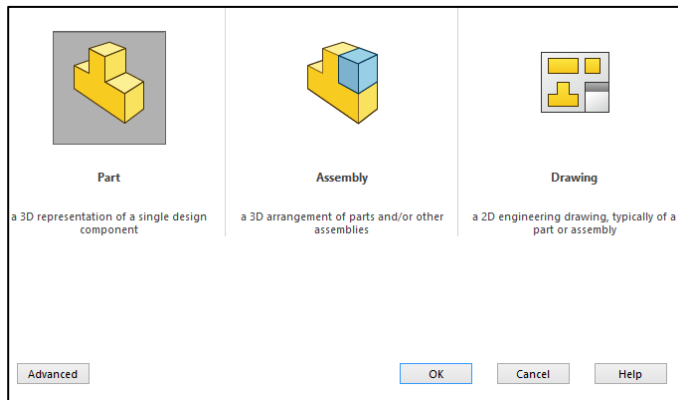 Part
a 3D representation of a single design
component
Assembly
a 3D arrangement of parts and/or other
assemblies
Drawing
a 2D engineering drawing, typically of a
part or assembly
Advanced
OK
Cancel
Help